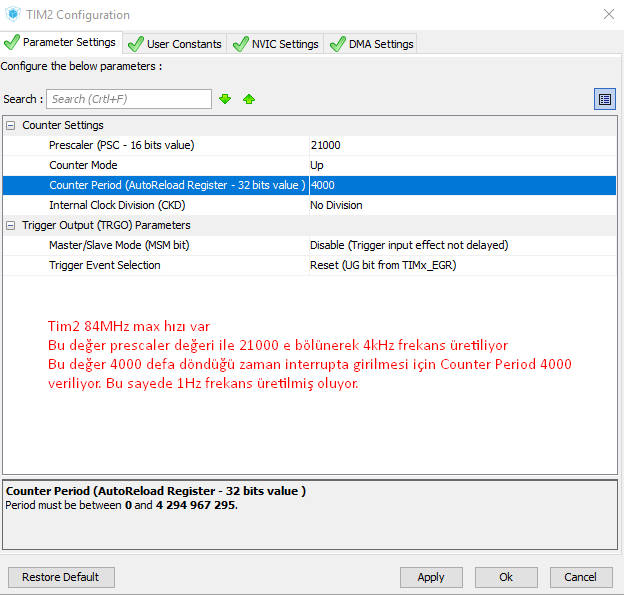 TIM2 Configuration
Parameter Settings
User Constants
NVIC Settings
DMA Settings
Configure the below parameters :
Search :
Search (Crtl+F)
Counter Settings
Prescaler (PSC - 16 bits value) 21000
Counter Mode Up
Counter Period (AutoReload Register - 32 bits value ) 4000
Internal Clock Division (CKD) No Division
Trigger Output (TRGO) Parameters
Master/Slave Mode (MSM bit) Disable (Trigger input effect not delayed)
Trigger Event Selection Reset (UG bit from TIMx_EGR)
Tim2 84MHz max hızı var
Bu değer prescaler değeri ile 21000 e bölünerek 4kHz frekans üretiliyor
Bu değer 4000 defa döndüğü zaman interrupta girilmesi için Counter Period 4000
veriliyor. Bu sayede 1Hz frekans üretilmiş oluyor.
Counter Period (AutoReload Register - 32 bits value )
Period must be between 0 and 4 294 967 295.
Restore Default
Apply
Ok
Cancel